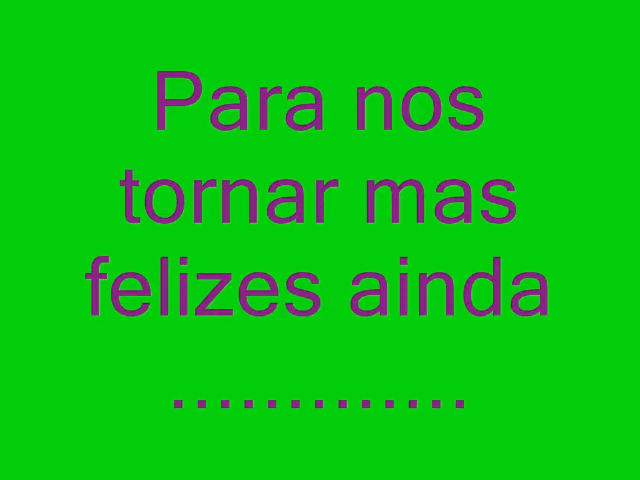 Para nos
tornar mas
felizes ainda
.............